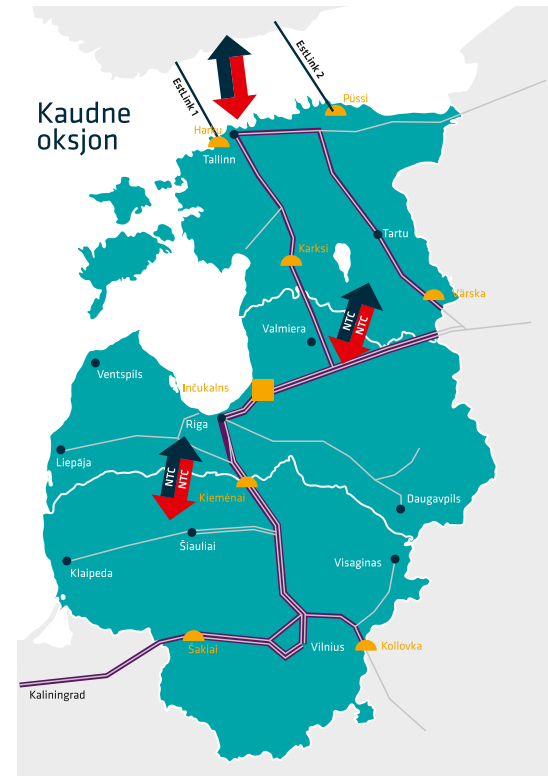 EstLink 1
EstLink 2
Püssi
Kaudne
oksjon
Harku
Tallinn
Tartu
Karksi
Värska
NTC
NTC
Valmiera
Ventspils
Inčukalns
Riga
Liepāja
NTC
NTC
Kiemėnai
Daugavpils
Šiauliai
Visaginas
Klaipeda
Šakiai
Vilnius
Kollovka
Kaliningrad